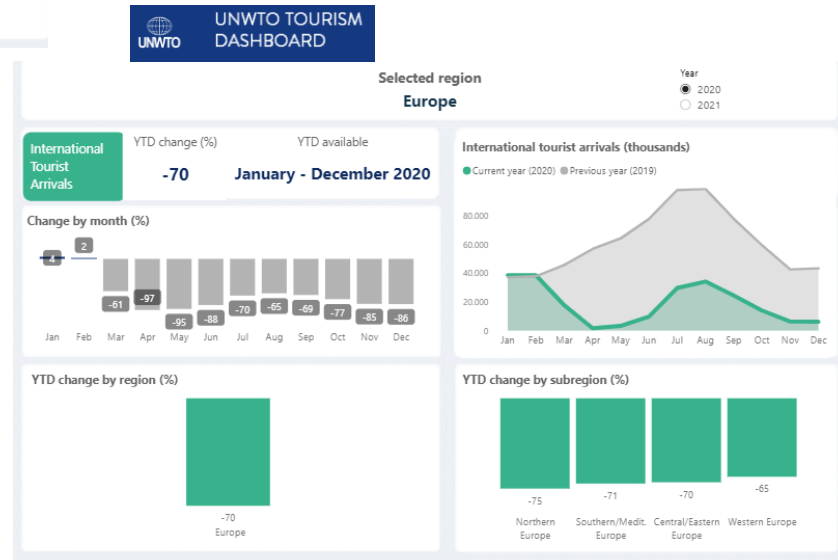 UNWTO
UNWTO TOURISM
DASHBOARD
Selected region
Europe
Year
2020
2021
International
Tourist
Arrivals
YTD change (%)
-70
YTD available
January - December 2020
Change by month (%)
4
2
-61
-97
-95
-88
-70
-65
-69
-77
-85
-86
Jan Feb Mar Apr May Jun Jul Aug Sep Oct Nov Dec
International tourist arrivals (thousands)
Current year (2020) Previous year (2019)
80.000
60.000
40.000
20.000
0
Jan Feb Mar Apr May Jun Jul Aug Sep Oct Nov Dec
YTD change by region (%)
-70
Europe
YTD change by subregion (%)
-75
-71
-70
-65
Northern
Europe
Southern/Medit.
Europe
Central/Eastern
Europe
Western Europe